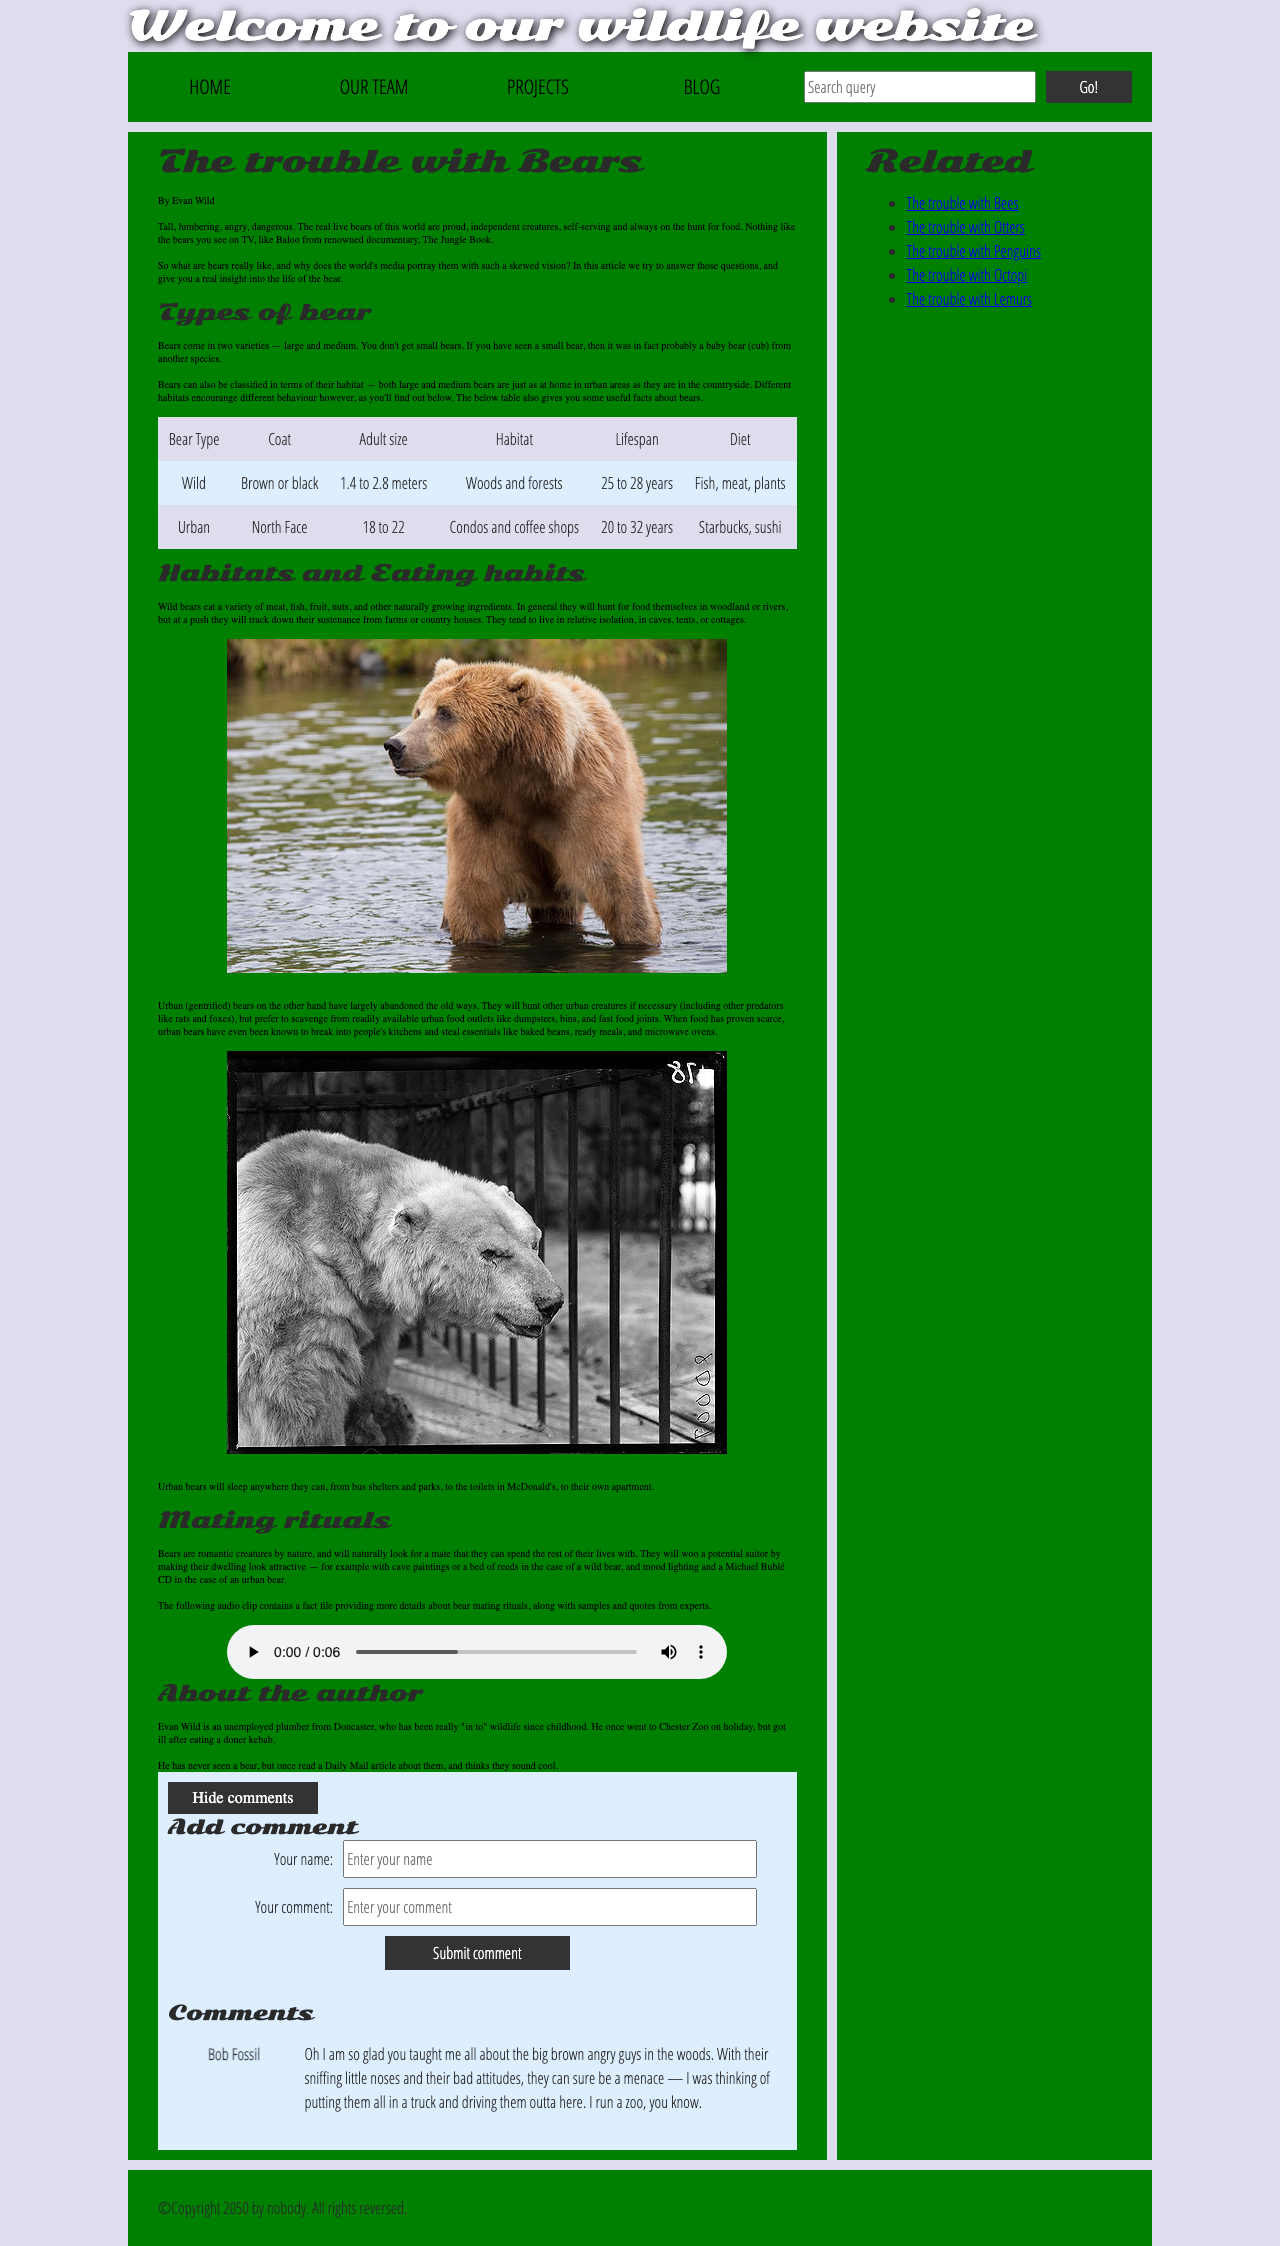 Welcome to our wildlife website
HOME
OUR TEAM
PROJECTS
BLOG
Search query
Go!
The trouble with Bears
By Evan Wild
Tall, lumbering, angry, dangerous. The real live bears of this world are proud, independent creatures, self-serving and always on the hunt for food. Nothing like
the bears you see on TV, like Baloo from renowned documentary, The Jungle Book.
So what are bears really like, and why does the world's media portray them with such a skewed vision? In this article we try to answer those questions, and
give you a real insight into the life of the bear.
Types of bear
Bears come in two varieties — large and medium. You don't get small bears. If you have seen a small bear, then it was in fact probably a baby bear (cub) from
another species.
Bears can also be classified in terms of their habitat — both large and medium bears are just as at home in urban areas as they are in the countryside. Different
habitats encourange different behaviour however, as you'll find out below. The below table also gives you some useful facts about bears.
Bear Type Coat Adult size Habitat Lifespan Diet
Wild Brown or black 1.4 to 2.8 meters Woods and forests 25 to 28 years Fish, meat, plants
Urban North Face 18 to 22 Condos and coffee shops 20 to 32 years Starbucks, sushi
Habitats and Eating habits
Wild bears eat a variety of meat, fish, fruit, nuts, and other naturally growing ingredients. In general they will hunt for food themselves in woodland or rivers,
but at a push they will track down their sustenance from farms or country houses. They tend to live in relative isolation, in caves, tents, or cottages.
Urban (gentrified) bears on the other hand have largely abandoned the old ways. They will hunt other urban creatures if necessary (including other predators
like rats and foxes), but prefer to scavenge from readily available urban food outlets like dumpsters, bins, and fast food joints. When food has proven scarce,
urban bears have even been known to break into people's kitchens and steal essentials like baked beans, ready meals, and microwave ovens.
Urban bears will sleep anywhere they can, from bus shelters and parks, to the toilets in McDonald's, to their own apartment.
Mating rituals
Bears are romantic creatures by nature, and will naturally look for a mate that they can spend the rest of their lives with. They will woo a potential suitor by
making their dwelling look attractive — for example with cave paintings or a bed of reeds in the case of a wild bear, and mood lighting and a Michael Bublé
CD in the case of an urban bear.
The following audio clip contains a fact file providing more details about bear mating rituals, along with samples and quotes from experts.
0:00 / 0:06
About the author
Evan Wild is an unemployed plumber from Doncaster, who has been really "in to" wildlife since childhood. He once went to Chester Zoo on holiday, but got
ill after eating a doner kebab.
He has never seen a bear, but once read a Daily Mail article about them, and thinks they sound cool.
Hide comments
Add comment
Your name: Enter your name
Your comment: Enter your comment
Submit comment
Comments
Bob Fossil
Oh I am so glad you taught me all about the big brown angry guys in the woods. With their
sniffing little noses and their bad attitudes, they can sure be a menace — I was thinking of
putting them all in a truck and driving them outta here. I run a zoo, you know.
Related
The trouble with Bees
The trouble with Otters
The trouble with Penguins
The trouble with Octopi
The trouble with Lemurs
©Copyright 2050 by nobody. All rights reversed.